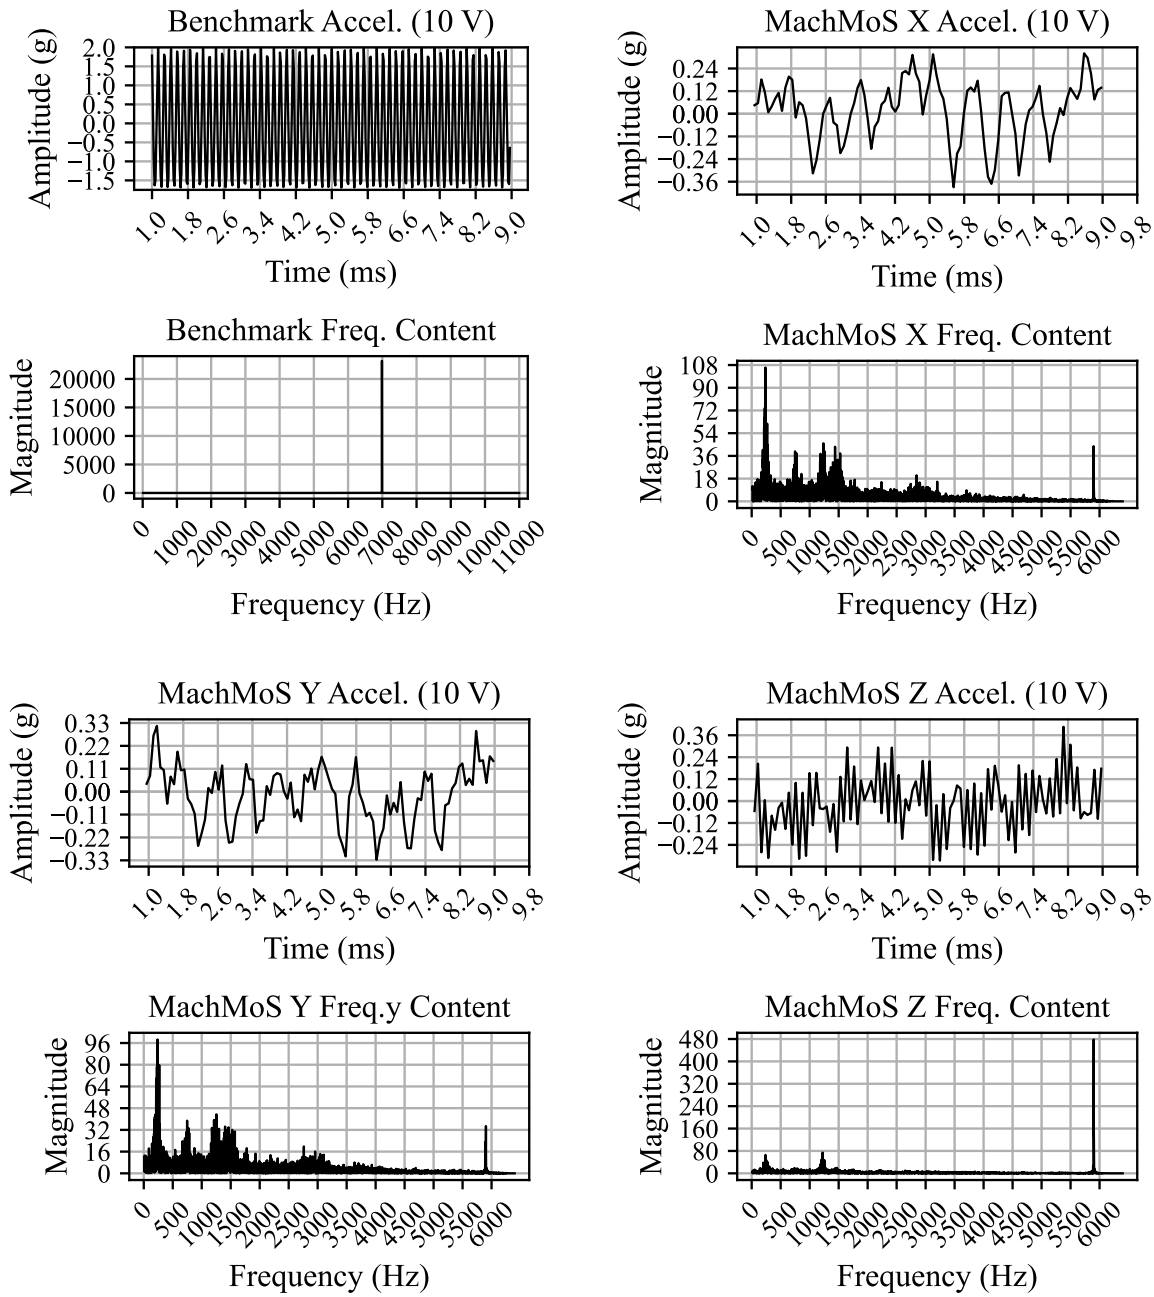 Benchmark Accel. (10 V)
Amplitude (g)
2.0
1.5
1.0
0.5
0.0
−0.5
−1.0
−1.5
1.0 1.8 2.6 3.4 4.2 5.0 5.8 6.6 7.4 8.2 9.0
Time (ms)
MachMoS X Accel. (10 V)
Amplitude (g)
0.24
0.12
0.00
−0.12
−0.24
−0.36
1.0 1.8 2.6 3.4 4.2 5.0 5.8 6.6 7.4 8.2 9.0 9.8
Time (ms)
Benchmark Freq. Content
Magnitude
20000
15000
10000
5000
0
0 1000 2000 3000 4000 5000 6000 7000 8000 9000 10000 11000
Frequency (Hz)
MachMoS X Freq. Content
Magnitude
108
90
72
54
36
18
0
0 500 1000 1500 2000 2500 3000 3500 4000 4500 5000 5500 6000
Frequency (Hz)
MachMoS Y Accel. (10 V)
Amplitude (g)
0.33
0.22
0.11
0.00
−0.11
−0.22
−0.33
1.0 1.8 2.6 3.4 4.2 5.0 5.8 6.6 7.4 8.2 9.0 9.8
Time (ms)
MachMoS Z Accel. (10 V)
Amplitude (g)
0.36
0.24
0.12
0.00
−0.12
−0.24
1.0 1.8 2.6 3.4 4.2 5.0 5.8 6.6 7.4 8.2 9.0 9.8
Time (ms)
MachMoS Y Freq.y Content
Magnitude
96
80
64
48
32
16
0
0 500 1000 1500 2000 2500 3000 3500 4000 4500 5000 5500 6000
Frequency (Hz)
MachMoS Z Freq. Content
Magnitude
480
400
320
240
160
80
0
0 500 1000 1500 2000 2500 3000 3500 4000 4500 5000 5500 6000
Frequency (Hz)